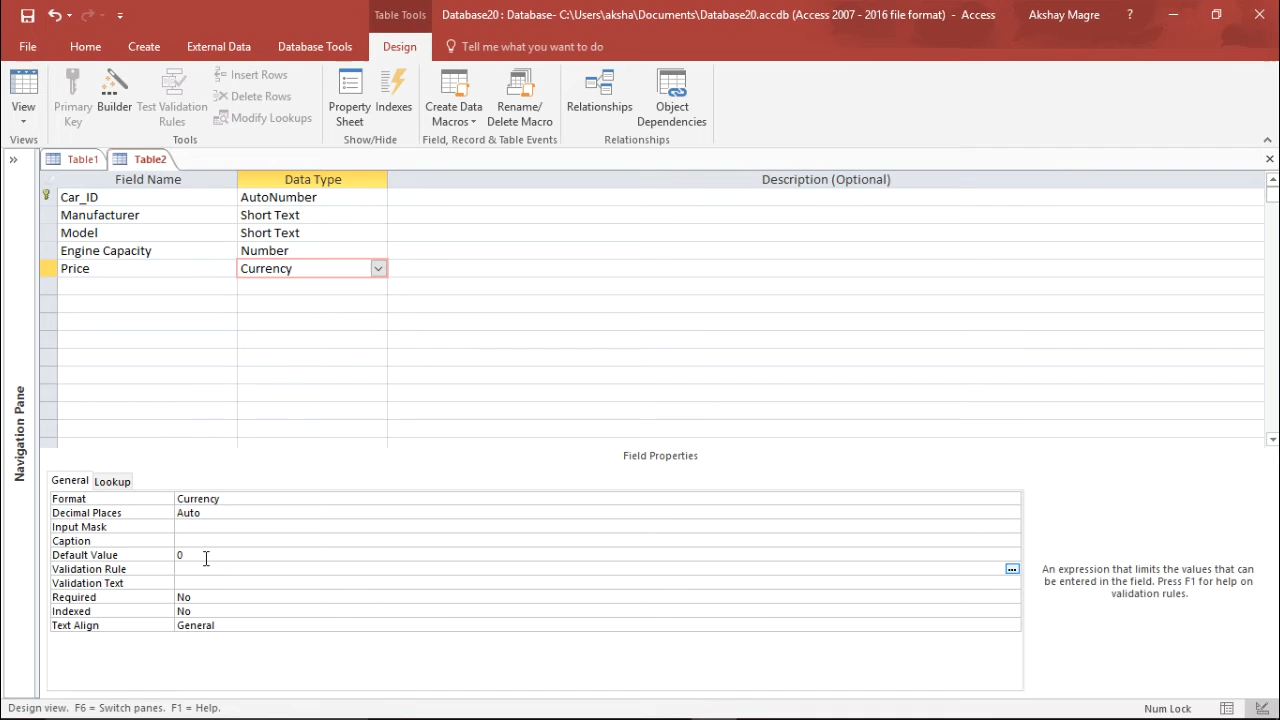 Table Tools
Database20 : Database- C:\Users\aksha\Documents\Database20.accdb (Access 2007 - 2016 file format) - Access
Akshay Magre
?
File Home Create External Data Database Tools Design Tell me what you want to do
View
Views
Primary Key
Builder
Test Validation Rules
Insert Rows
Delete Rows
Modify Lookups
Tools
Property Sheet
Indexes
Show/Hide
Create Data Macros
Rename/ Delete Macro
Field, Record & Table Events
Relationships
Object Dependencies
Relationships
Table1 Table2
Field Name Data Type Description (Optional)
Car_ID AutoNumber
Manufacturer Short Text
Model Short Text
Engine Capacity Number
Price Currency
Navigation Pane
Field Properties
General Lookup
Format Currency
Decimal Places Auto
Input Mask
Caption
Default Value 0
Validation Rule
Validation Text
Required No
Indexed No
Text Align General
An expression that limits the values that can
be entered in the field. Press F1 for help on
validation rules.
Design view. F6 = Switch panes. F1 = Help.
Num Lock